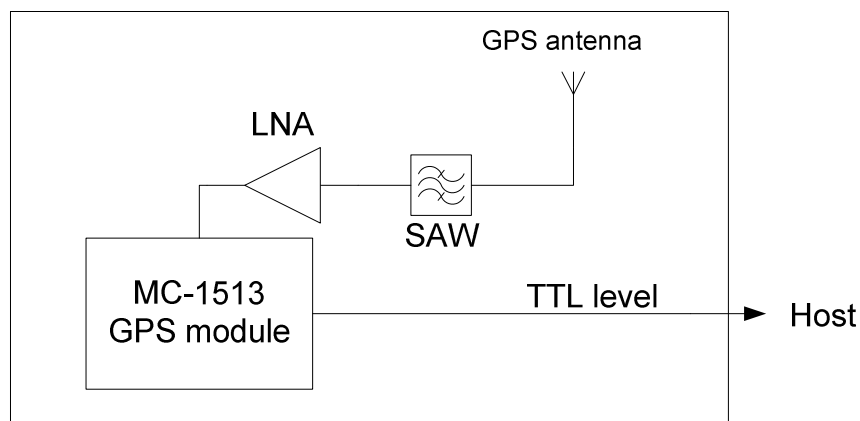 GPS antenna
LNA
SAW
MC-1513
GPS module
TTL level
Host